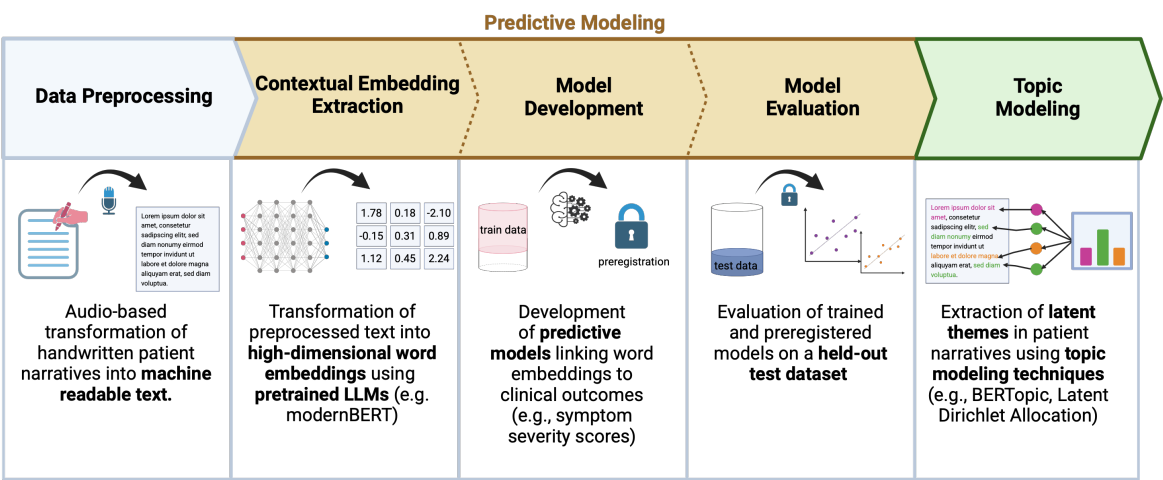 Predictive Modeling
Data Preprocessing
Contextual Embedding
Extraction
Model
Development
Model
Evaluation
Topic
Modeling
Lorem ipsum dolor sit
amet, consetetur
sadipscing elitr, sed
diam nonumy eirmod
tempor invidunt ut
labore et dolore magna
aliquyam erat, sed diam
voluptua.
1.78 0.18 -2.10
-0.15 0.31 0.89
1.12 0.45 2.24
train data
preregistration
test data
Lorem ipsum dolor sit
amet, consetetur
sadipscing elitr, sed
diam nonumy eirmod
tempor invidunt ut
labore et dolore magna
aliquyam erat, sed diam
voluptua.
Audio-based
transformation of
handwritten patient
narratives into machine
readable text.
Transformation of
preprocessed text into
high-dimensional word
embeddings using
pretrained LLMs (e.g.
modernBERT)
Development
of predictive
models linking word
embeddings to
clinical outcomes
(e.g., symptom
severity scores)
Evaluation of trained
and preregistered
models on a held-out
test dataset
Extraction of latent
themes in patient
narratives using topic
modeling techniques
(e.g., BERTopic, Latent
Dirichlet Allocation)